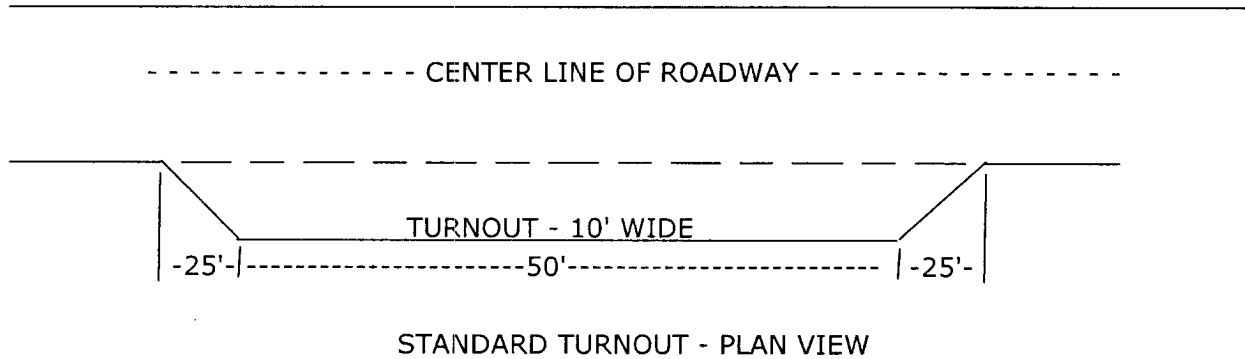 - - - - - - - - - - - - - CENTER LINE OF ROADWAY - - - - - - - - - - - - - - -
TURNOUT - 10' WIDE
-25'-|-----------------------50'--------------------------| -25'-
STANDARD TURNOUT - PLAN VIEW